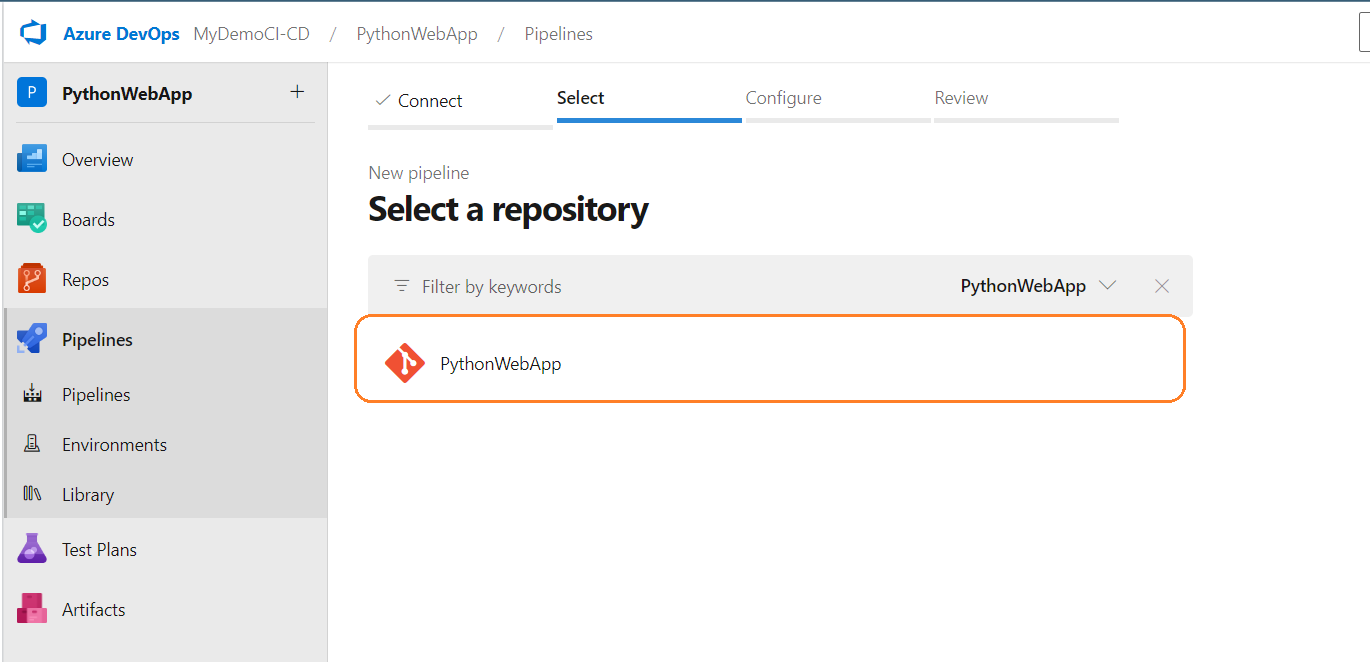 Azure DevOps MyDemoCI-CD / PythonWebApp / Pipelines
P PythonWebApp +
Overview
Boards
Repos
Pipelines
Pipelines
Environments
Library
Test Plans
Artifacts
Connect Select Configure Review
New pipeline
Select a repository
Filter by keywords PythonWebApp
PythonWebApp